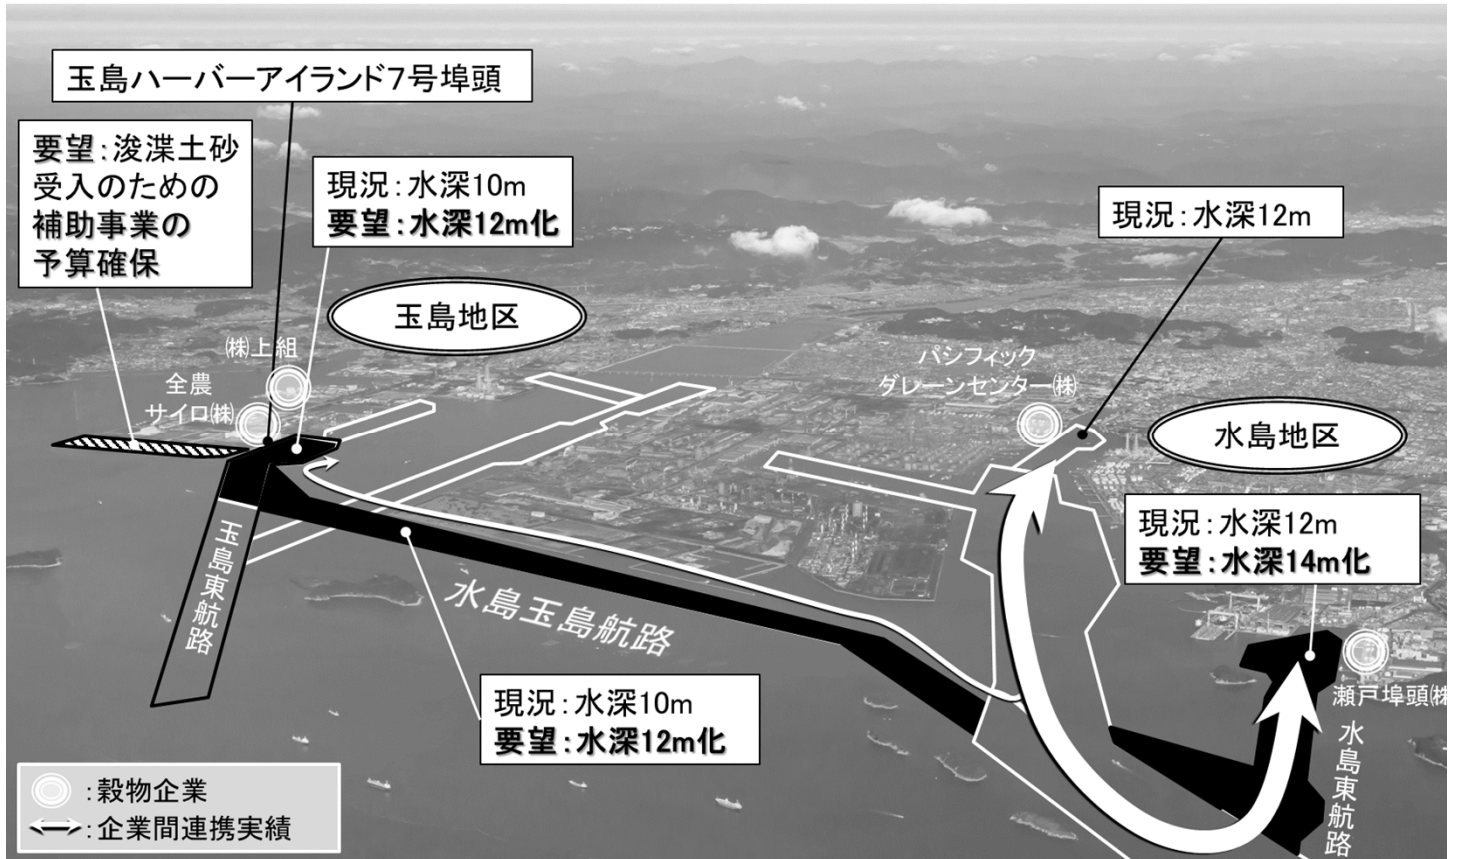 玉島ハーバーアイランド7号埠頭
要望：浚渫土砂
受入のための
補助事業の
予算確保
現況：水深10m
要望：水深12m化
現況：水深12m
玉島地区
㈱上組
全農
サイロ㈱
パシフィック
グレーンセンター㈱
水島地区
現況：水深12m
要望：水深14m化
玉島東航路
水島玉島航路
現況：水深10m
要望：水深12m化
瀬戸埠頭㈱
水島東航路
：穀物企業
：企業間連携実績